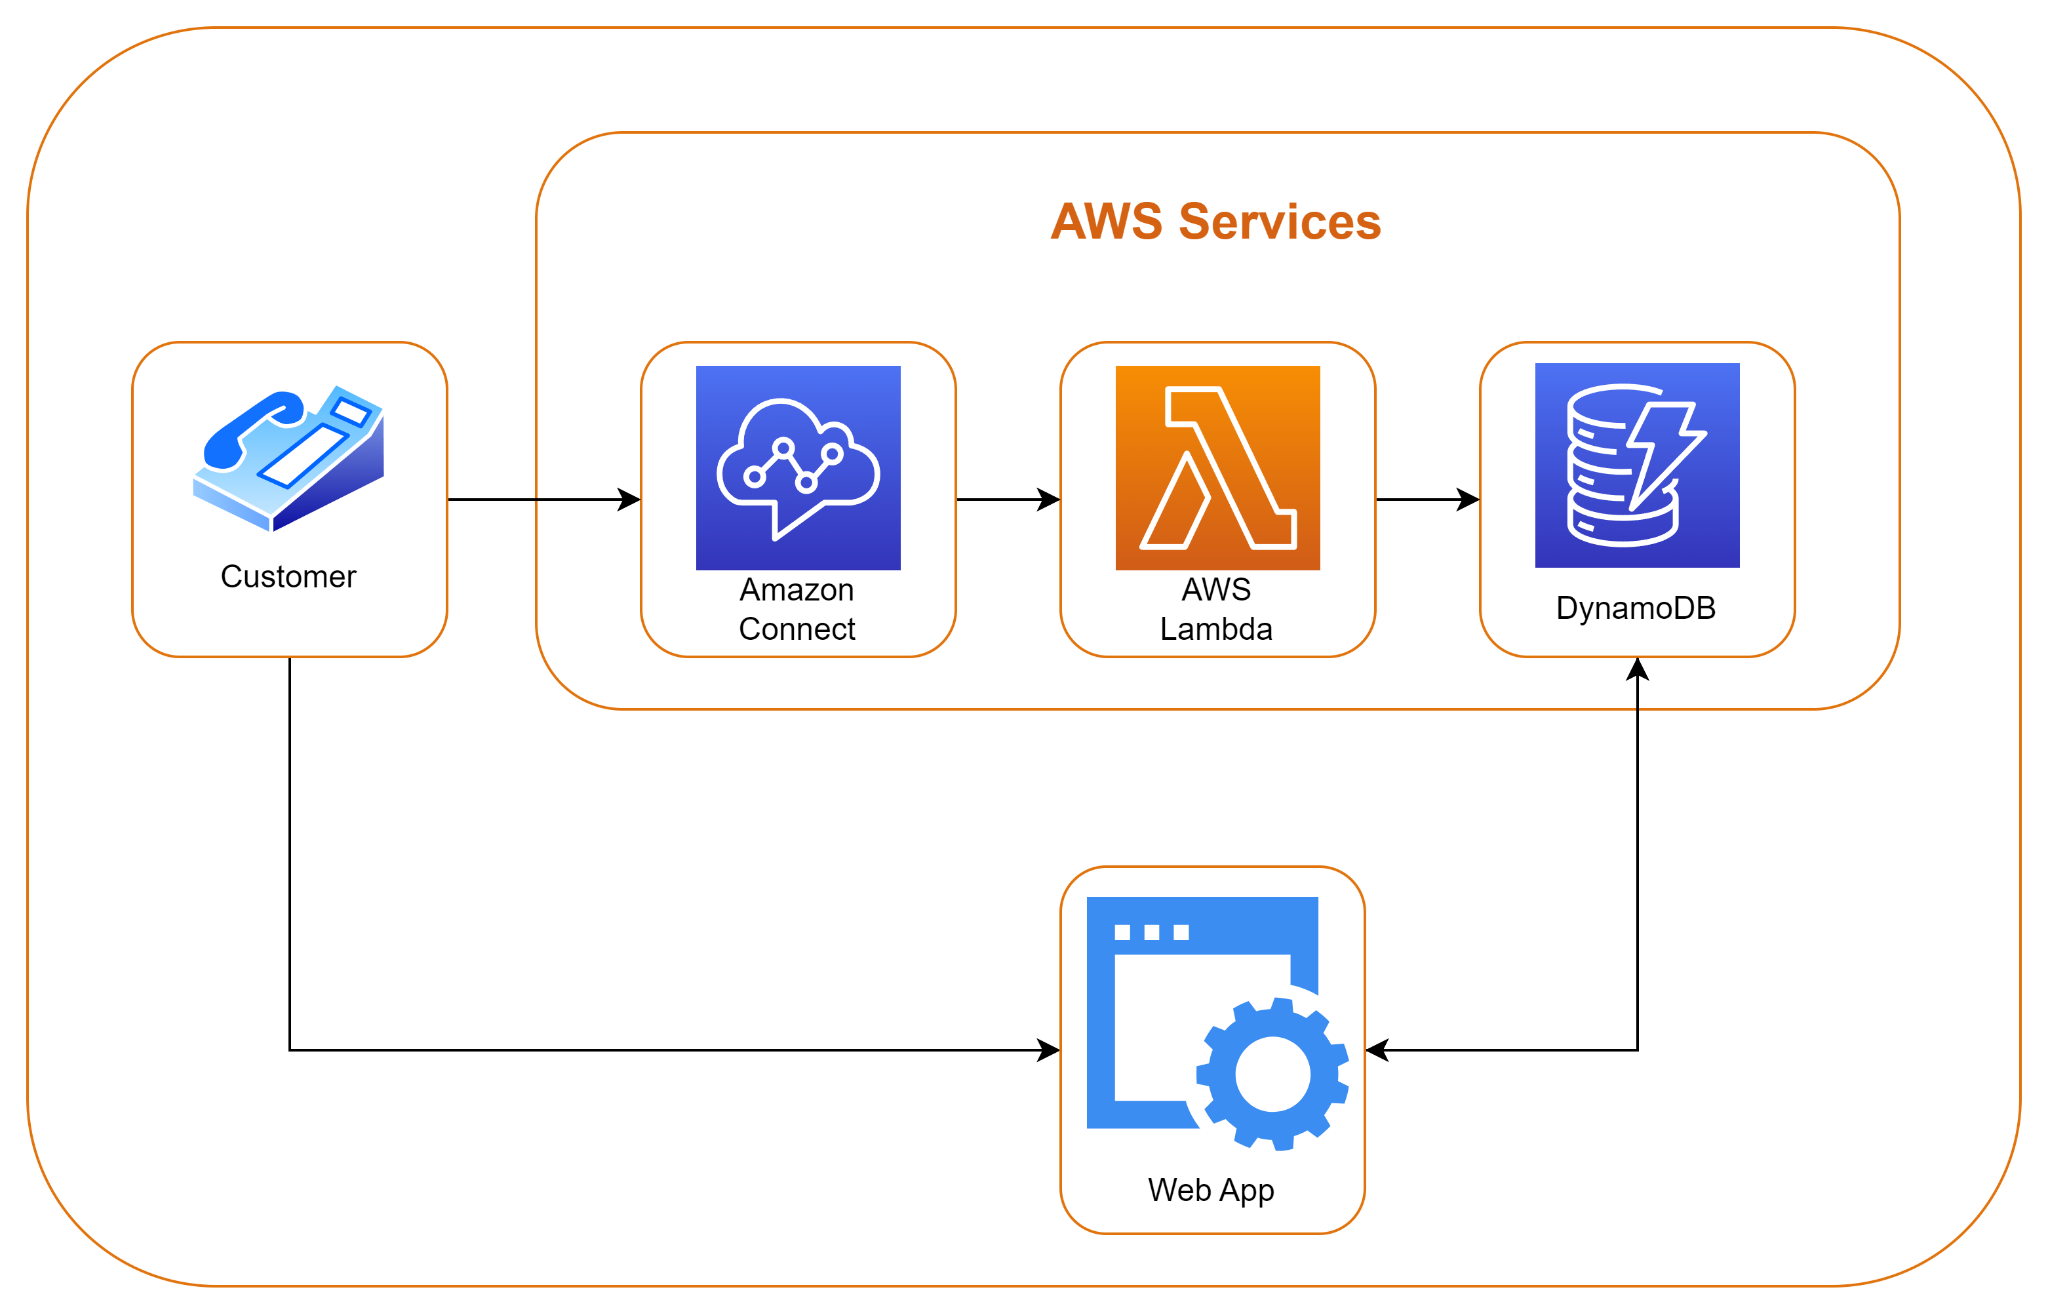 AWS Services
Customer
Amazon
Connect
AWS
Lambda
DynamoDB
Web App